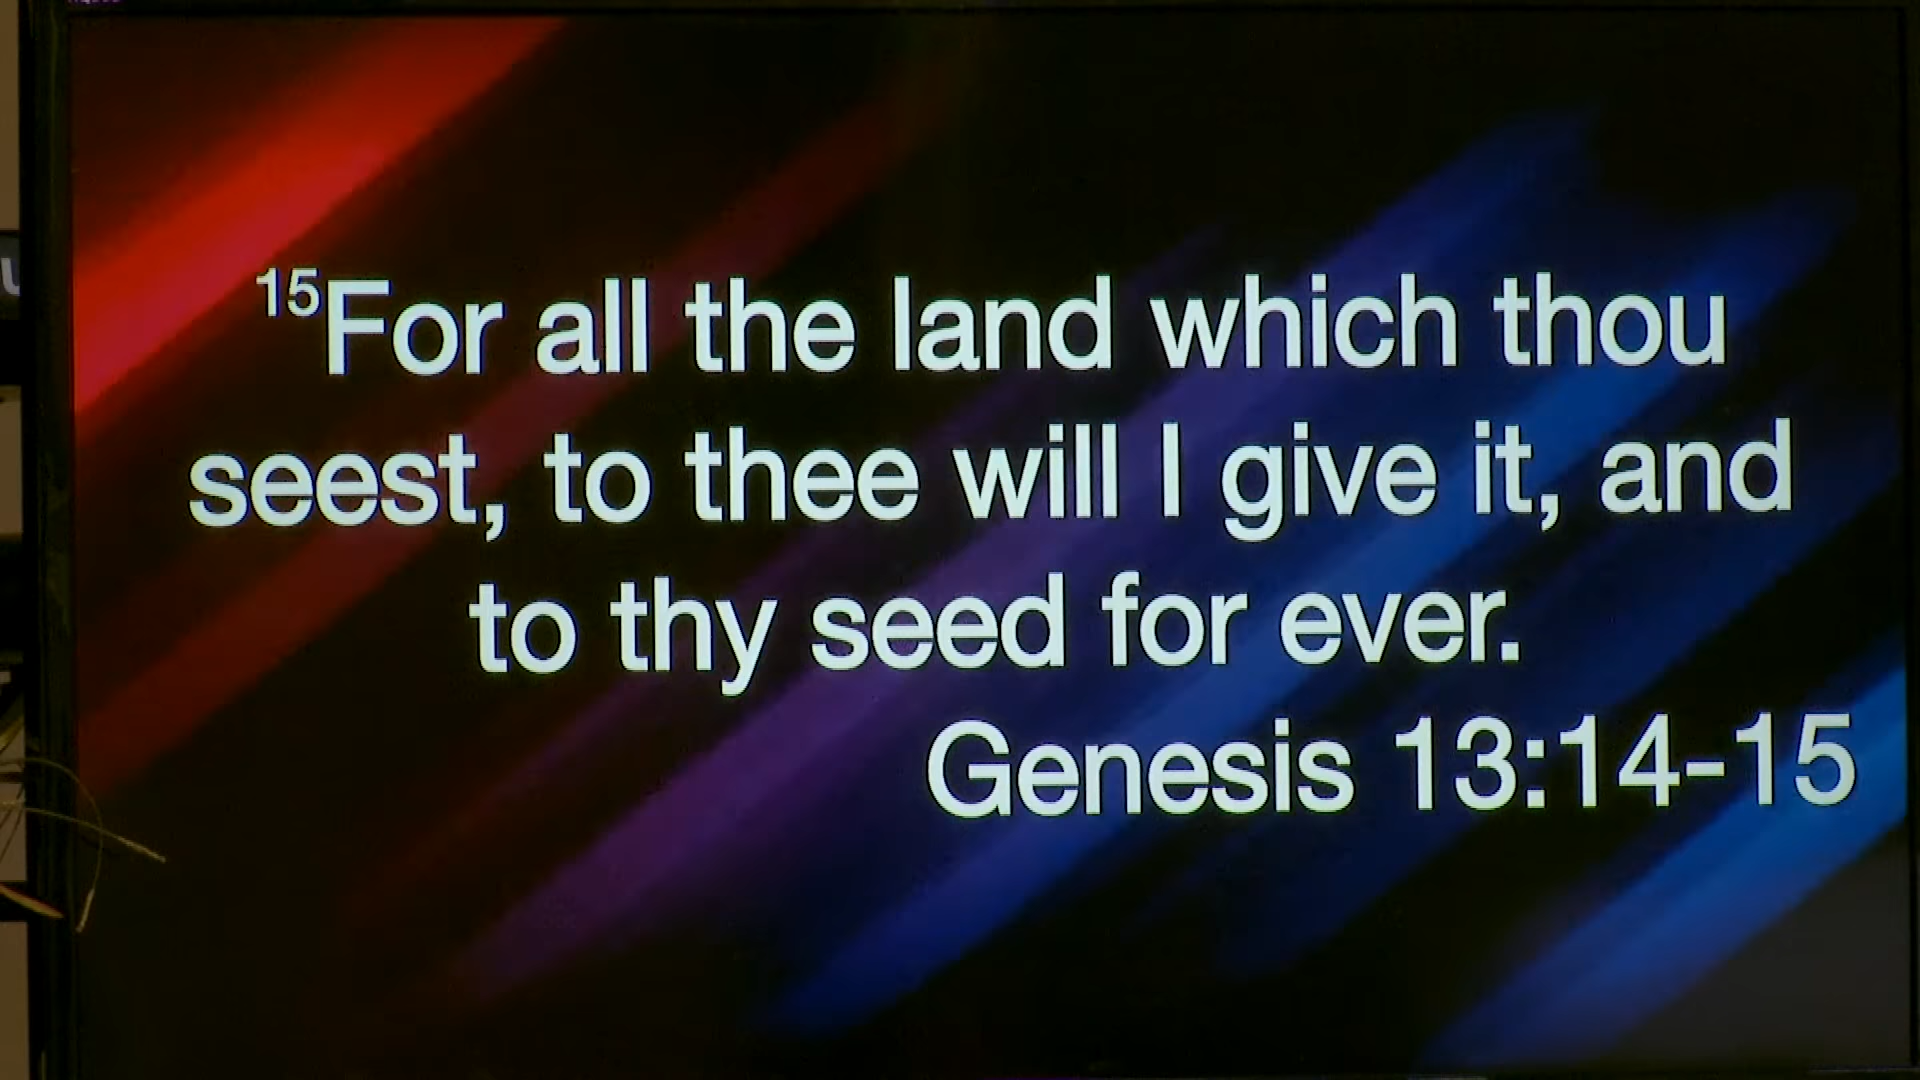 15For all the land which thou
seest, to thee will I give it, and
to thy seed for ever.
Genesis 13:14-15